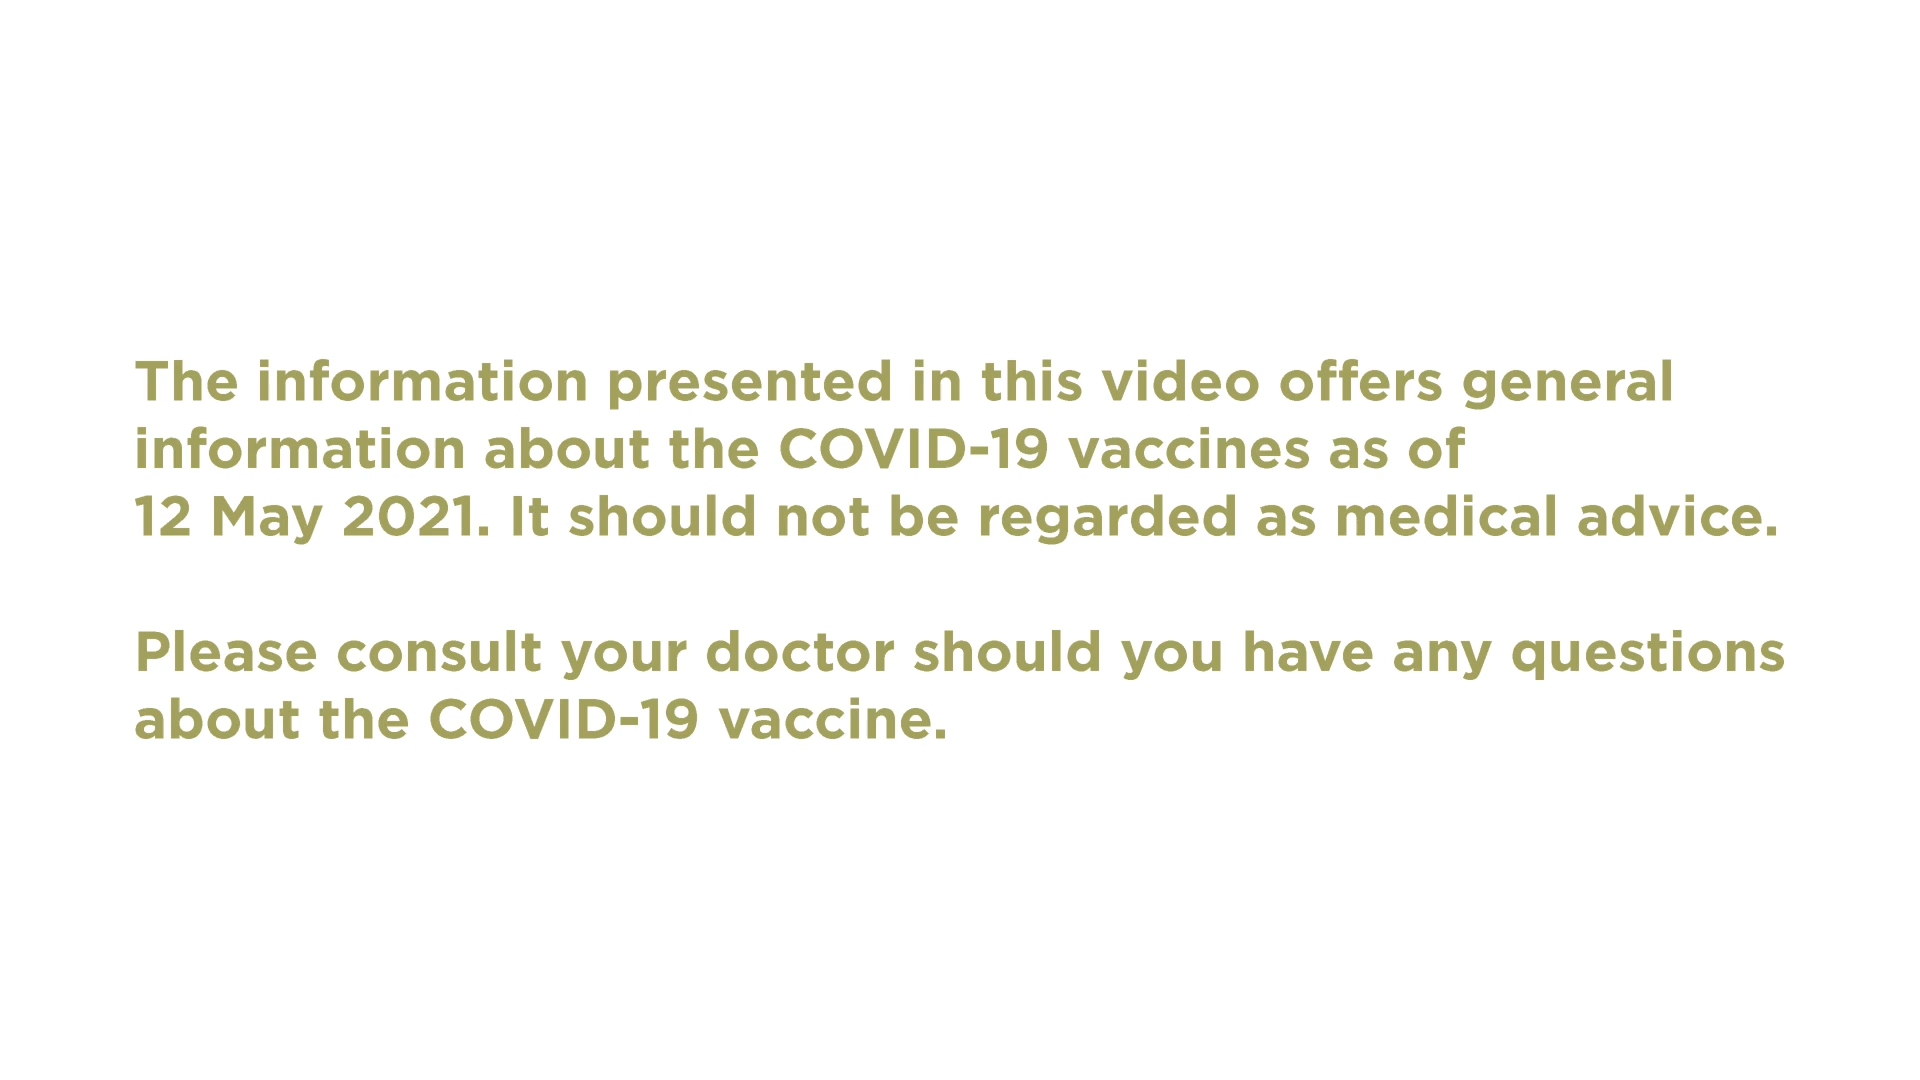 The information presented in this video offers general
information about the COVID-19 vaccines as of
12 May 2021. It should not be regarded as medical advice.
Please consult your doctor should you have any questions
about the COVID-19 vaccine.